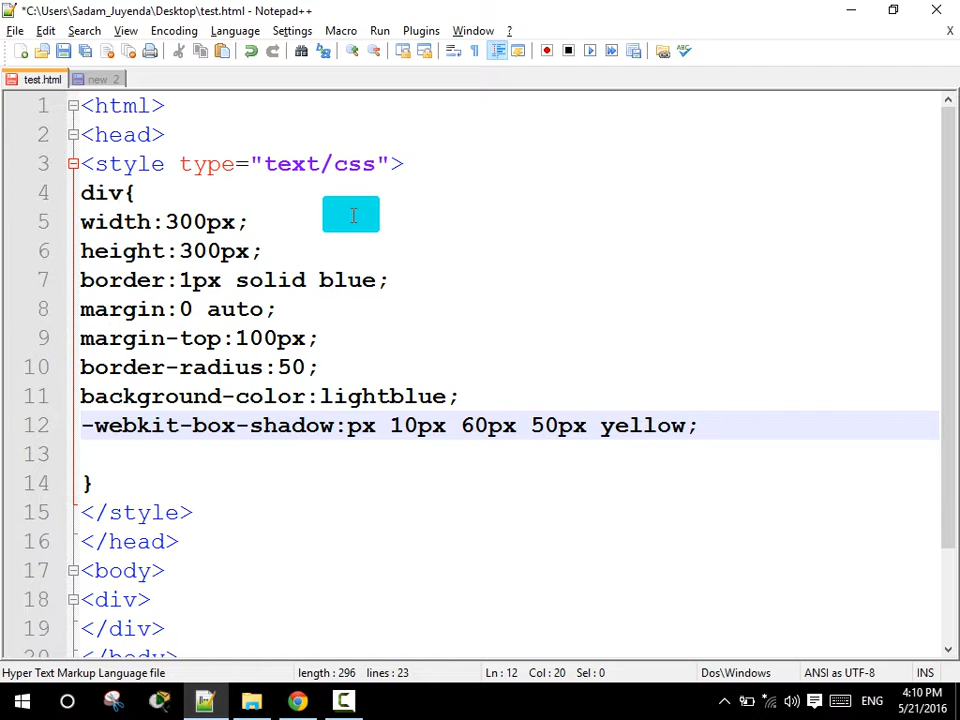 *C:\Users\Sadam_Juyenda\Desktop\test.html - Notepad++
File Edit Search View Encoding Language Settings Macro Run Plugins Window ? X
test.html new 2
1 <html>
2 <head>
3 <style type="text/css">
4 div{
5 width:300px;
6 height:300px;
7 border:1px solid blue;
8 margin:0 auto;
9 margin-top:100px;
10 border-radius:50;
11 background-color:lightblue;
12 -webkit-box-shadow:px 10px 60px 50px yellow;
13
14 }
15 </style>
16 </head>
17 <body>
18 <div>
19 </div>
20 </body>
Hyper Text Markup Language file length : 296 lines : 23 Ln : 12 Col : 20 Sel : 0 Dos\Windows ANSI as UTF-8 INS
ENG 4:10 PM
5/21/2016